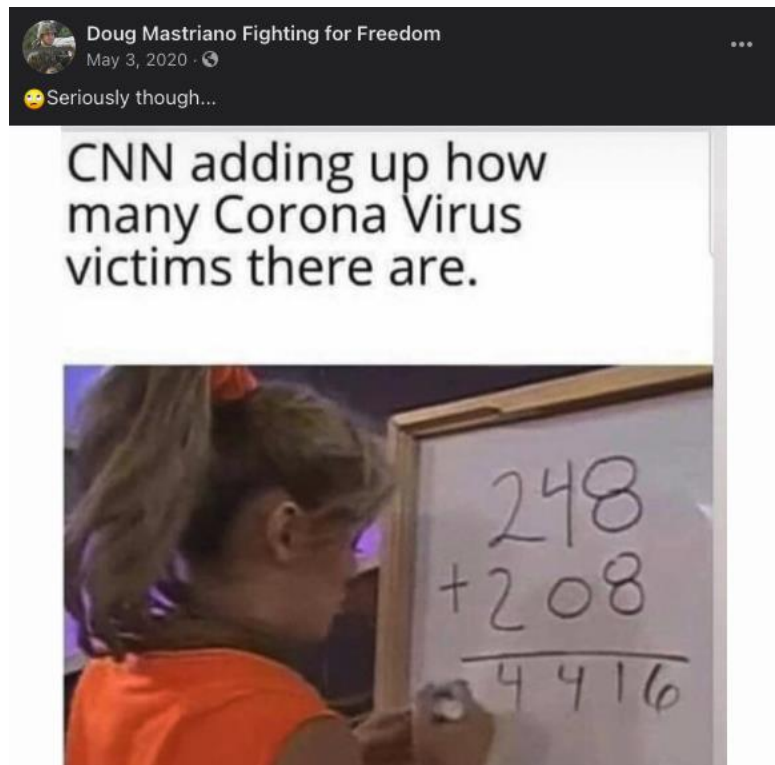 Doug Mastriano Fighting for Freedom
May 3, 2020 ·
🙄Seriously though...
CNN adding up how
many Corona Virus
victims there are.
248
+208
4416